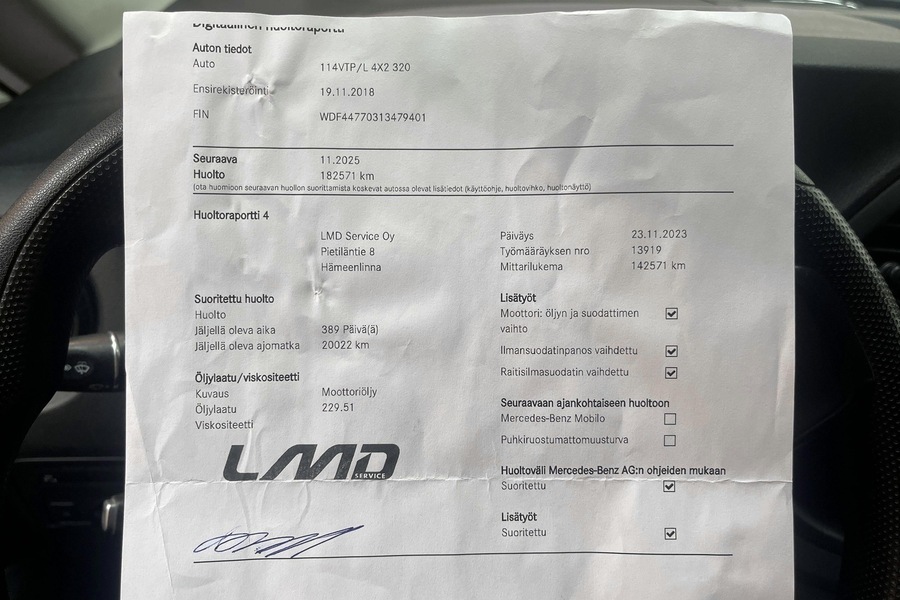 Digitaalinen Huoltoraportti
Auton tiedot
Auto 114VTP/L 4X2 320
Ensirekisteröinti 19.11.2018
FIN WDF44770313479401
Seuraava 11.2025
Huolto 182571 km
(ota huomioon seuraavan huollon suorittamista koskevat autossa olevat lisätiedot (käyttöohje, huoltovihko, huoltonäyttö)
Huoltoraportti 4
LMD Service Oy
Pietiläntie 8
Hämeenlinna
Päiväys 23.11.2023
Työmääräyksen nro 13919
Mittarilukema 142571 km
Suoritettu huolto
Huolto
Jäljellä oleva aika 389 Päivä(ä)
Jäljellä oleva ajomatka 20022 km
Öljylaatu/viskositeetti
Kuvaus Moottoriöljy
Öljylaatu 229.51
Viskositeetti
LMD
SERVICE
Lisätyöt
Moottori: öljyn ja suodattimen
vaihto
Ilmansuodatinpanos vaihdettu
Raitisilmasuodatin vaihdettu
Seuraavaan ajankohtaiseen huoltoon
Mercedes-Benz Mobilo
Puhkiruostumattomuusturva
Huoltoväli Mercedes-Benz AG:n ohjeiden mukaan
Suoritettu
Lisätyöt
Suoritettu